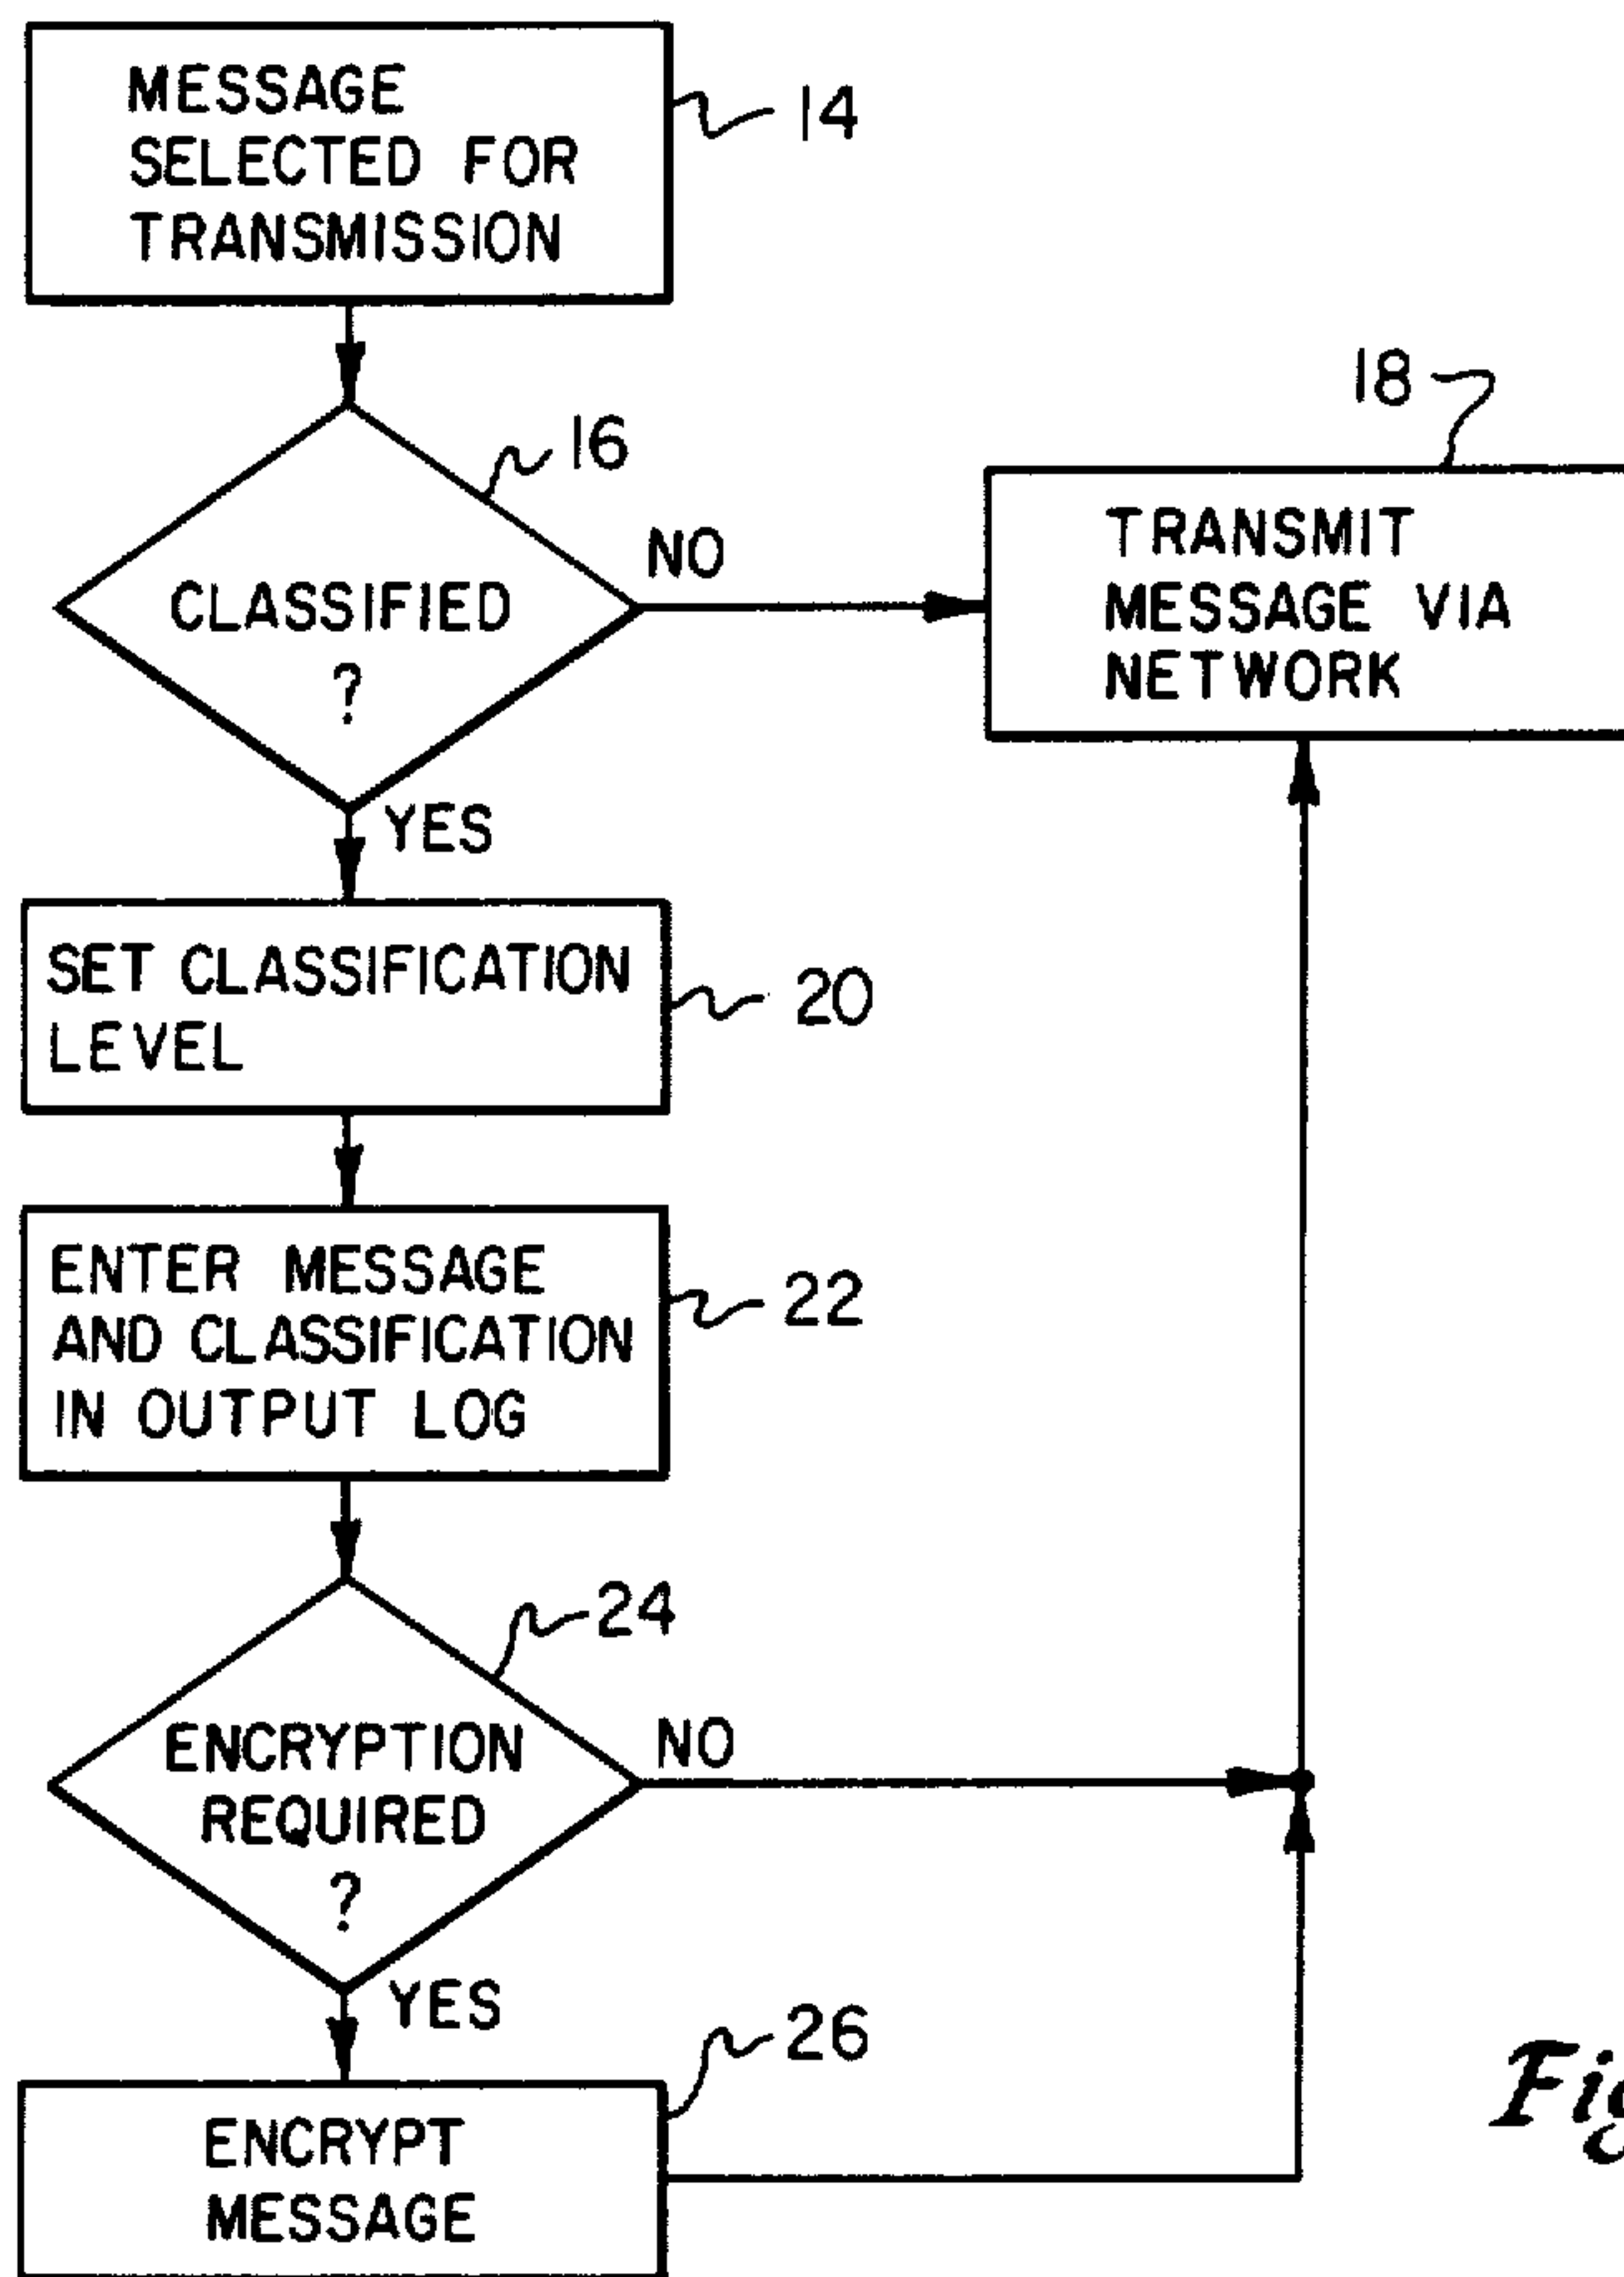 MESSAGE
SELECTED FOR
TRANSMISSION
14
16
CLASSIFIED
?
NO
18
TRANSMIT
MESSAGE VIA
NETWORK
YES
SET CLASSIFICATION
LEVEL
20
ENTER MESSAGE
AND CLASSIFICATION
IN OUTPUT LOG
22
24
ENCRYPTION
REQUIRED
?
NO
YES
26
ENCRYPT
MESSAGE